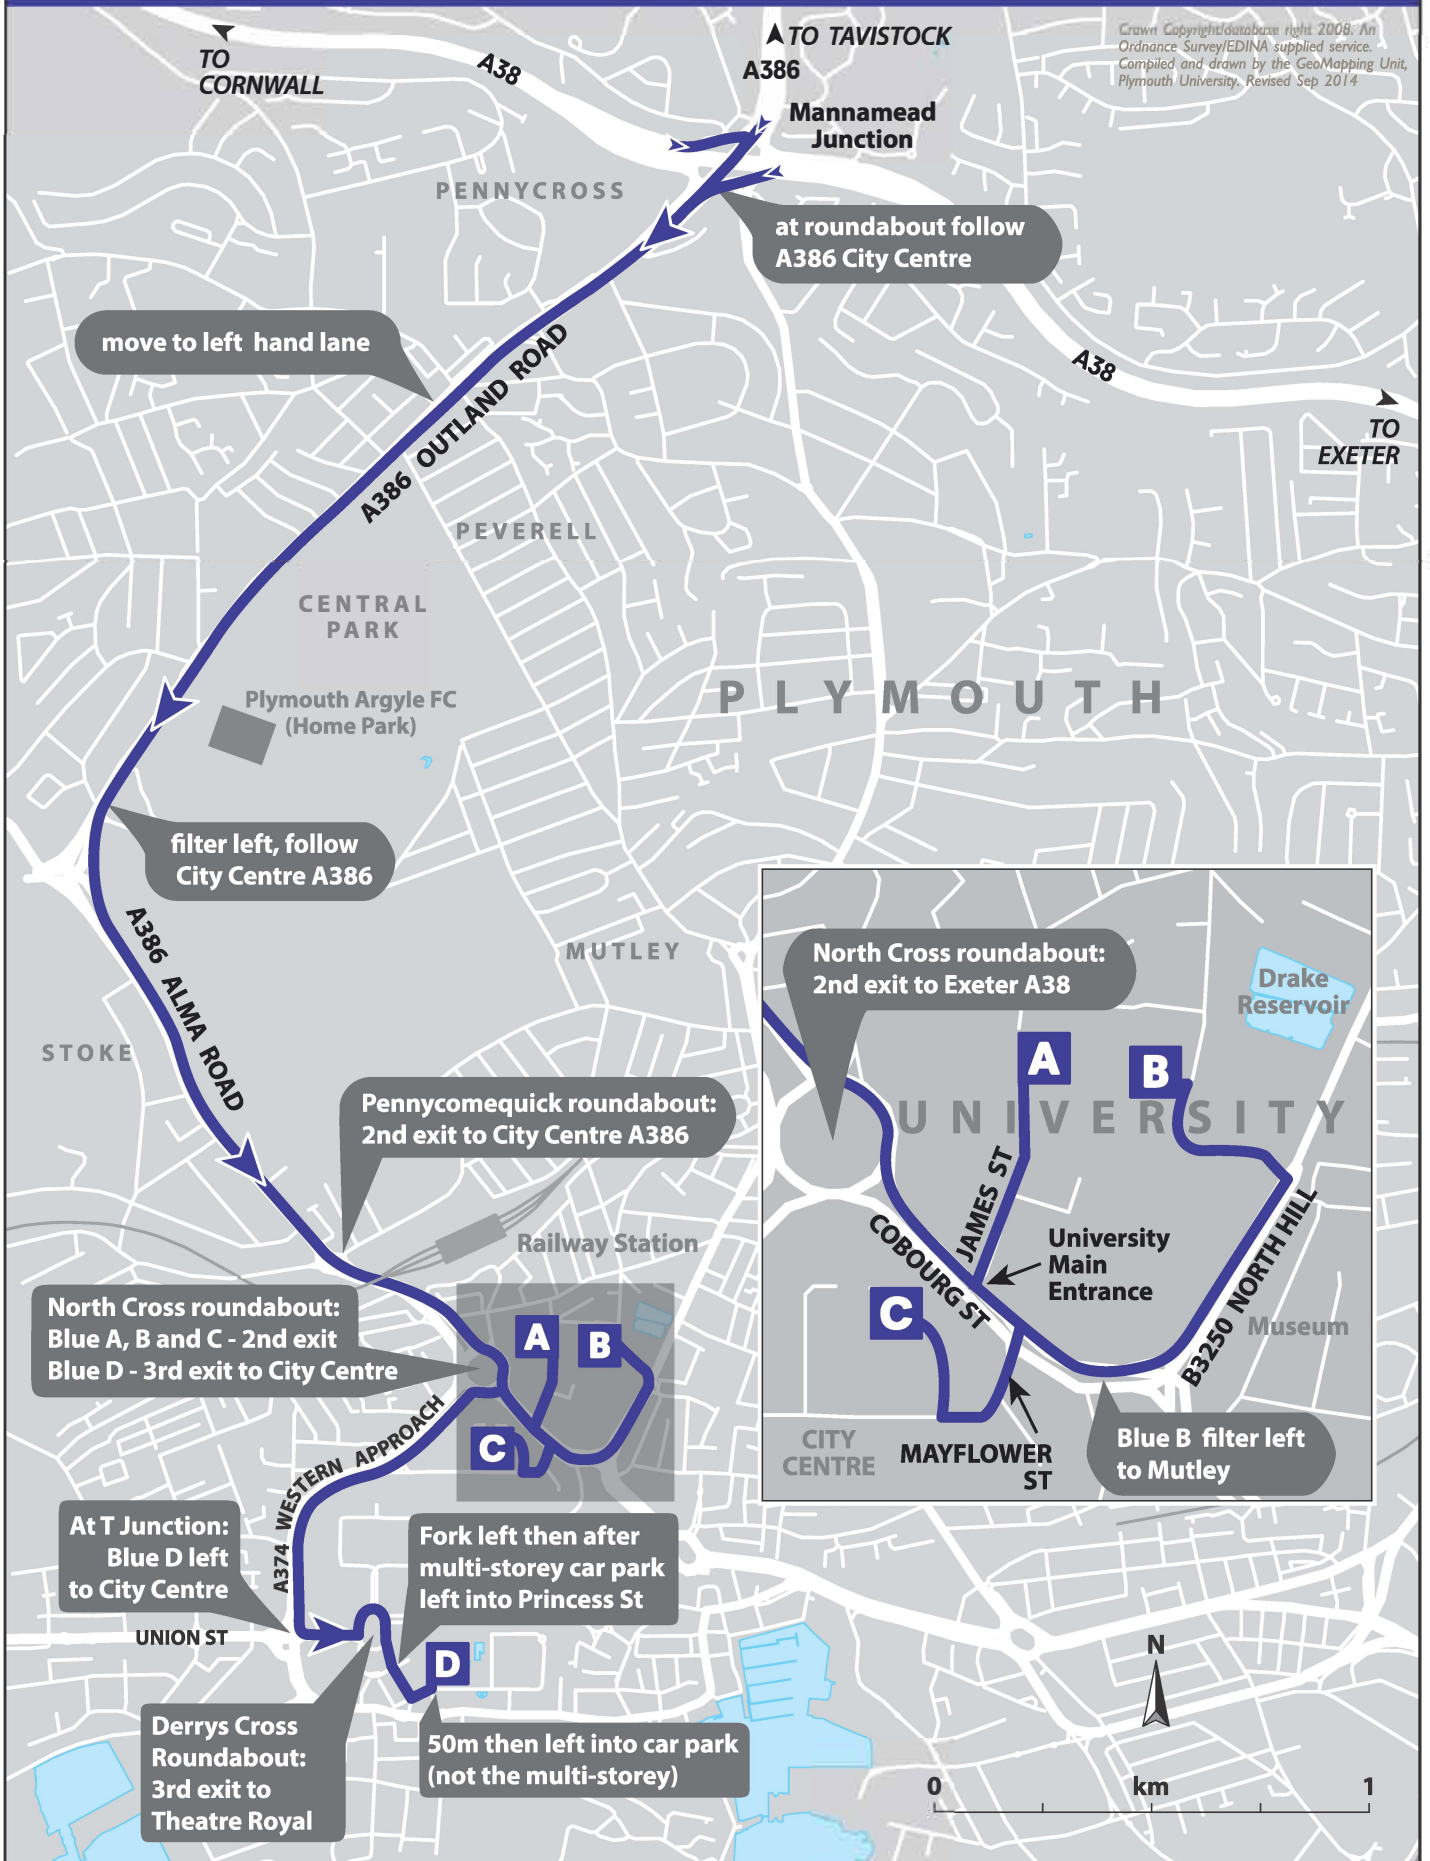 TO
CORNWALL
A38
TO TAVISTOCK
A386
Crown Copyright/database right 2008. An
Ordnance Survey/EDINA supplied service.
Compiled and drawn by the GeoMapping Unit,
Plymouth University. Revised Sep 2014
Mannamead
Junction
PENNYCROSS
at roundabout follow
A386 City Centre
move to left hand lane
A386 OUTLAND ROAD
A38
TO
EXETER
PEVERELL
CENTRAL
PARK
Plymouth Argyle FC
(Home Park)
PLYMOUTH
filter left, follow
City Centre A386
A386 ALMA ROAD
MUTLEY
STOKE
Pennycomequick roundabout:
2nd exit to City Centre A386
Railway Station
North Cross roundabout:
Blue A, B and C - 2nd exit
Blue D - 3rd exit to City Centre
A
B
C
A374 WESTERN APPROACH
At T Junction:
Blue D left
to City Centre
UNION ST
Fork left then after
multi-storey car park
left into Princess St
D
Derrys Cross
Roundabout:
3rd exit to
Theatre Royal
50m then left into car park
(not the multi-storey)
North Cross roundabout:
2nd exit to Exeter A38
Drake
Reservoir
A
B
UNIVERSITY
JAMES ST
COBOURG ST
University
Main
Entrance
C
B3250 NORTH HILL
Museum
CITY
CENTRE
MAYFLOWER
ST
Blue B filter left
to Mutley
N
0 km 1